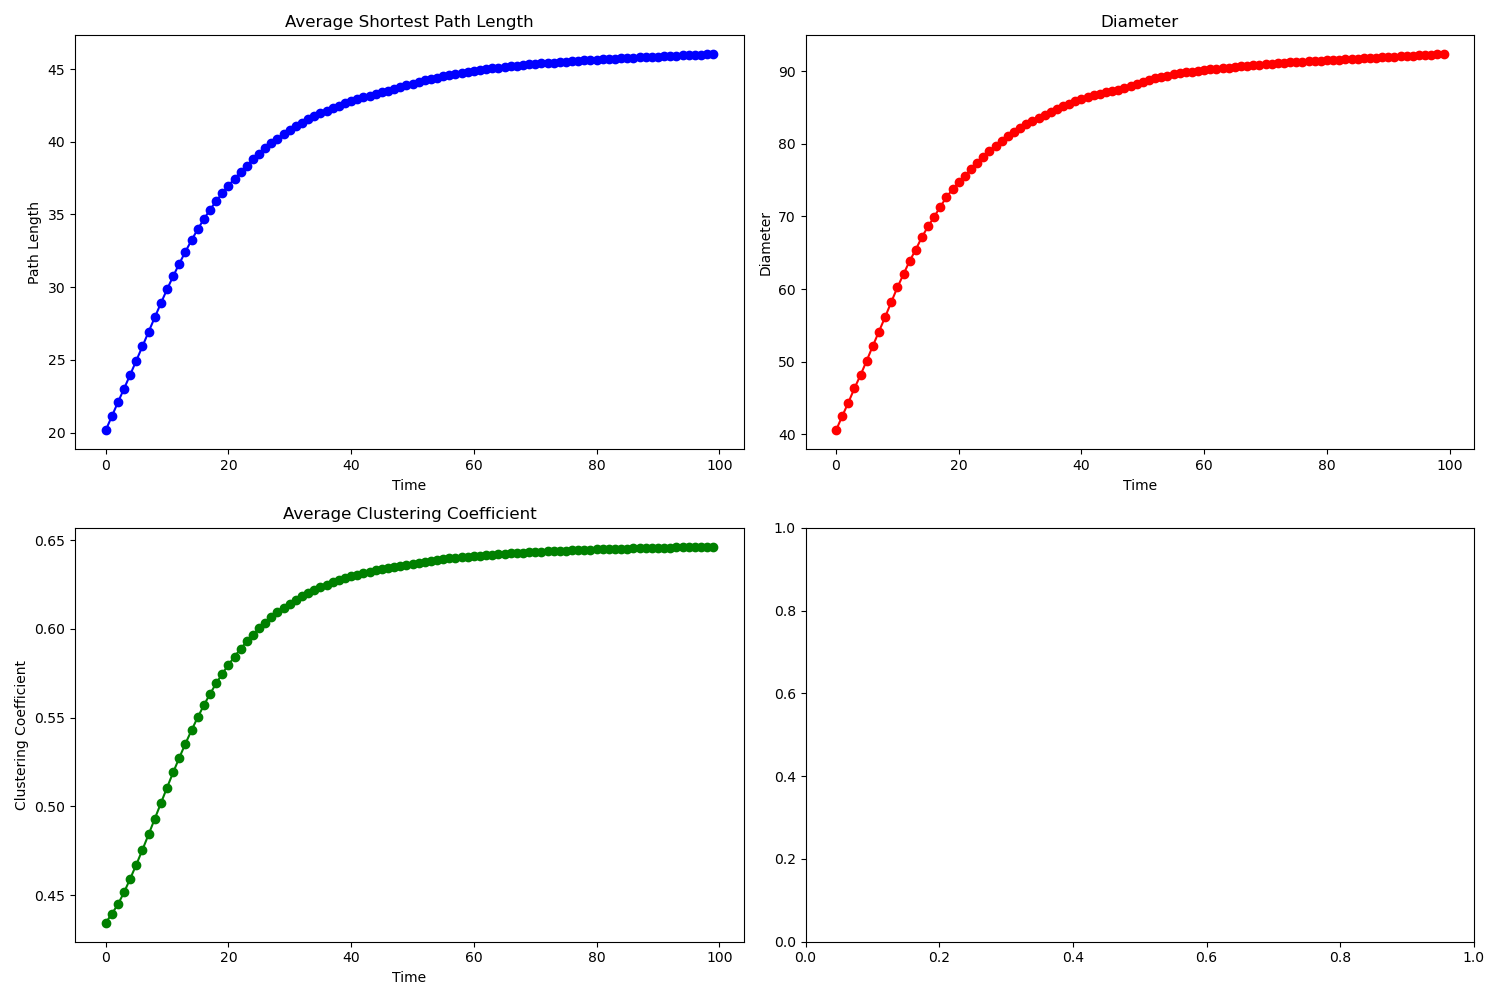 Average Shortest Path Length
Path Length
45
40
35
30
25
20
0 20 40 60 80 100
Time
Diameter
Diameter
90
80
70
60
50
40
0 20 40 60 80 100
Time
Average Clustering Coefficient
Clustering Coefficient
0.65
0.60
0.55
0.50
0.45
0 20 40 60 80 100
Time
1.0
0.8
0.6
0.4
0.2
0.0
0.0 0.2 0.4 0.6 0.8 1.0